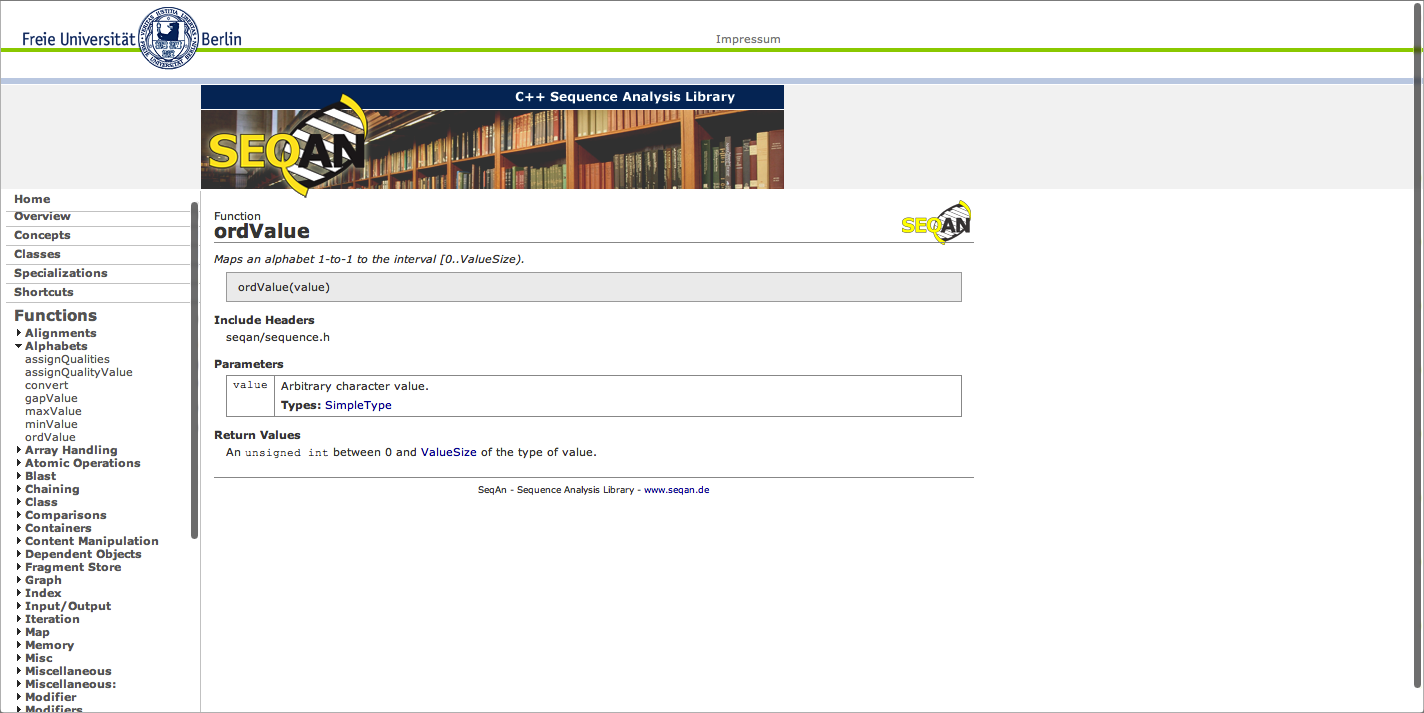 Freie Universität Berlin
Impressum
C++ Sequence Analysis Library
SEQAN
Home
Overview
Concepts
Classes
Specializations
Shortcuts
Functions
Alignments
Alphabets
assignQualities
assignQualityValue
convert
gapValue
maxValue
minValue
ordValue
Array Handling
Atomic Operations
Blast
Chaining
Class
Comparisons
Containers
Content Manipulation
Dependent Objects
Fragment Store
Graph
Index
Input/Output
Iteration
Map
Memory
Misc
Miscellaneous
Miscellaneous:
Modifier
Modifiers
Function
ordValue
SEQAN
Maps an alphabet 1-to-1 to the interval [0..ValueSize).
ordValue(value)
Include Headers
seqan/sequence.h
Parameters
value Arbitrary character value.
Types: SimpleType
Return Values
An unsigned int between 0 and ValueSize of the type of value.
SeqAn - Sequence Analysis Library - www.seqan.de